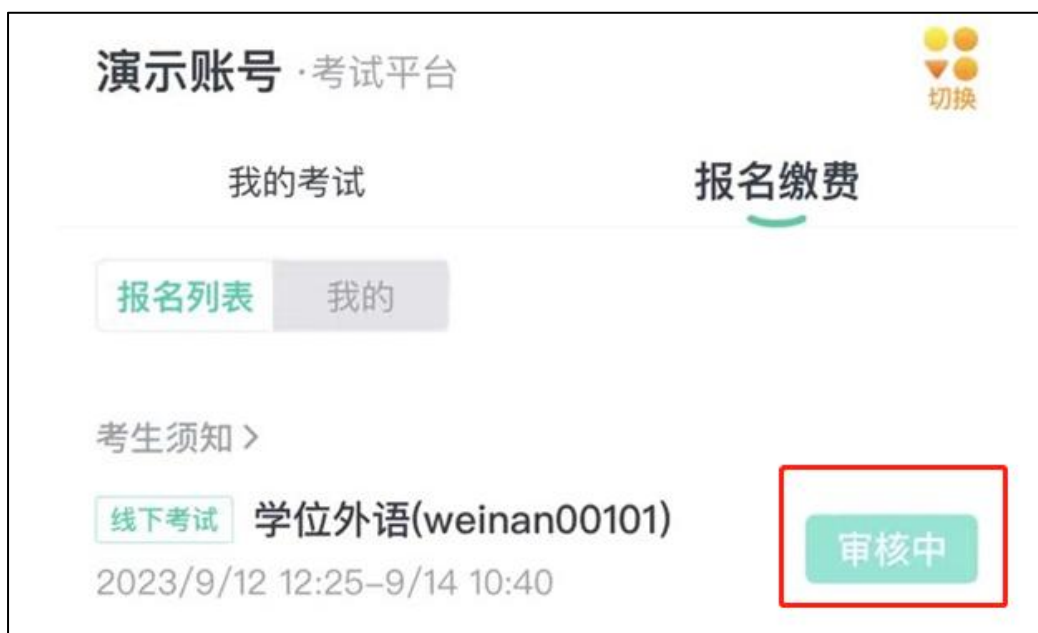 演示账号 ·考试平台
切换
我的考试 报名缴费
报名列表 我的
考生须知 >
线下考试 学位外语(weinan00101)
审核中
2023/9/12 12:25–9/14 10:40